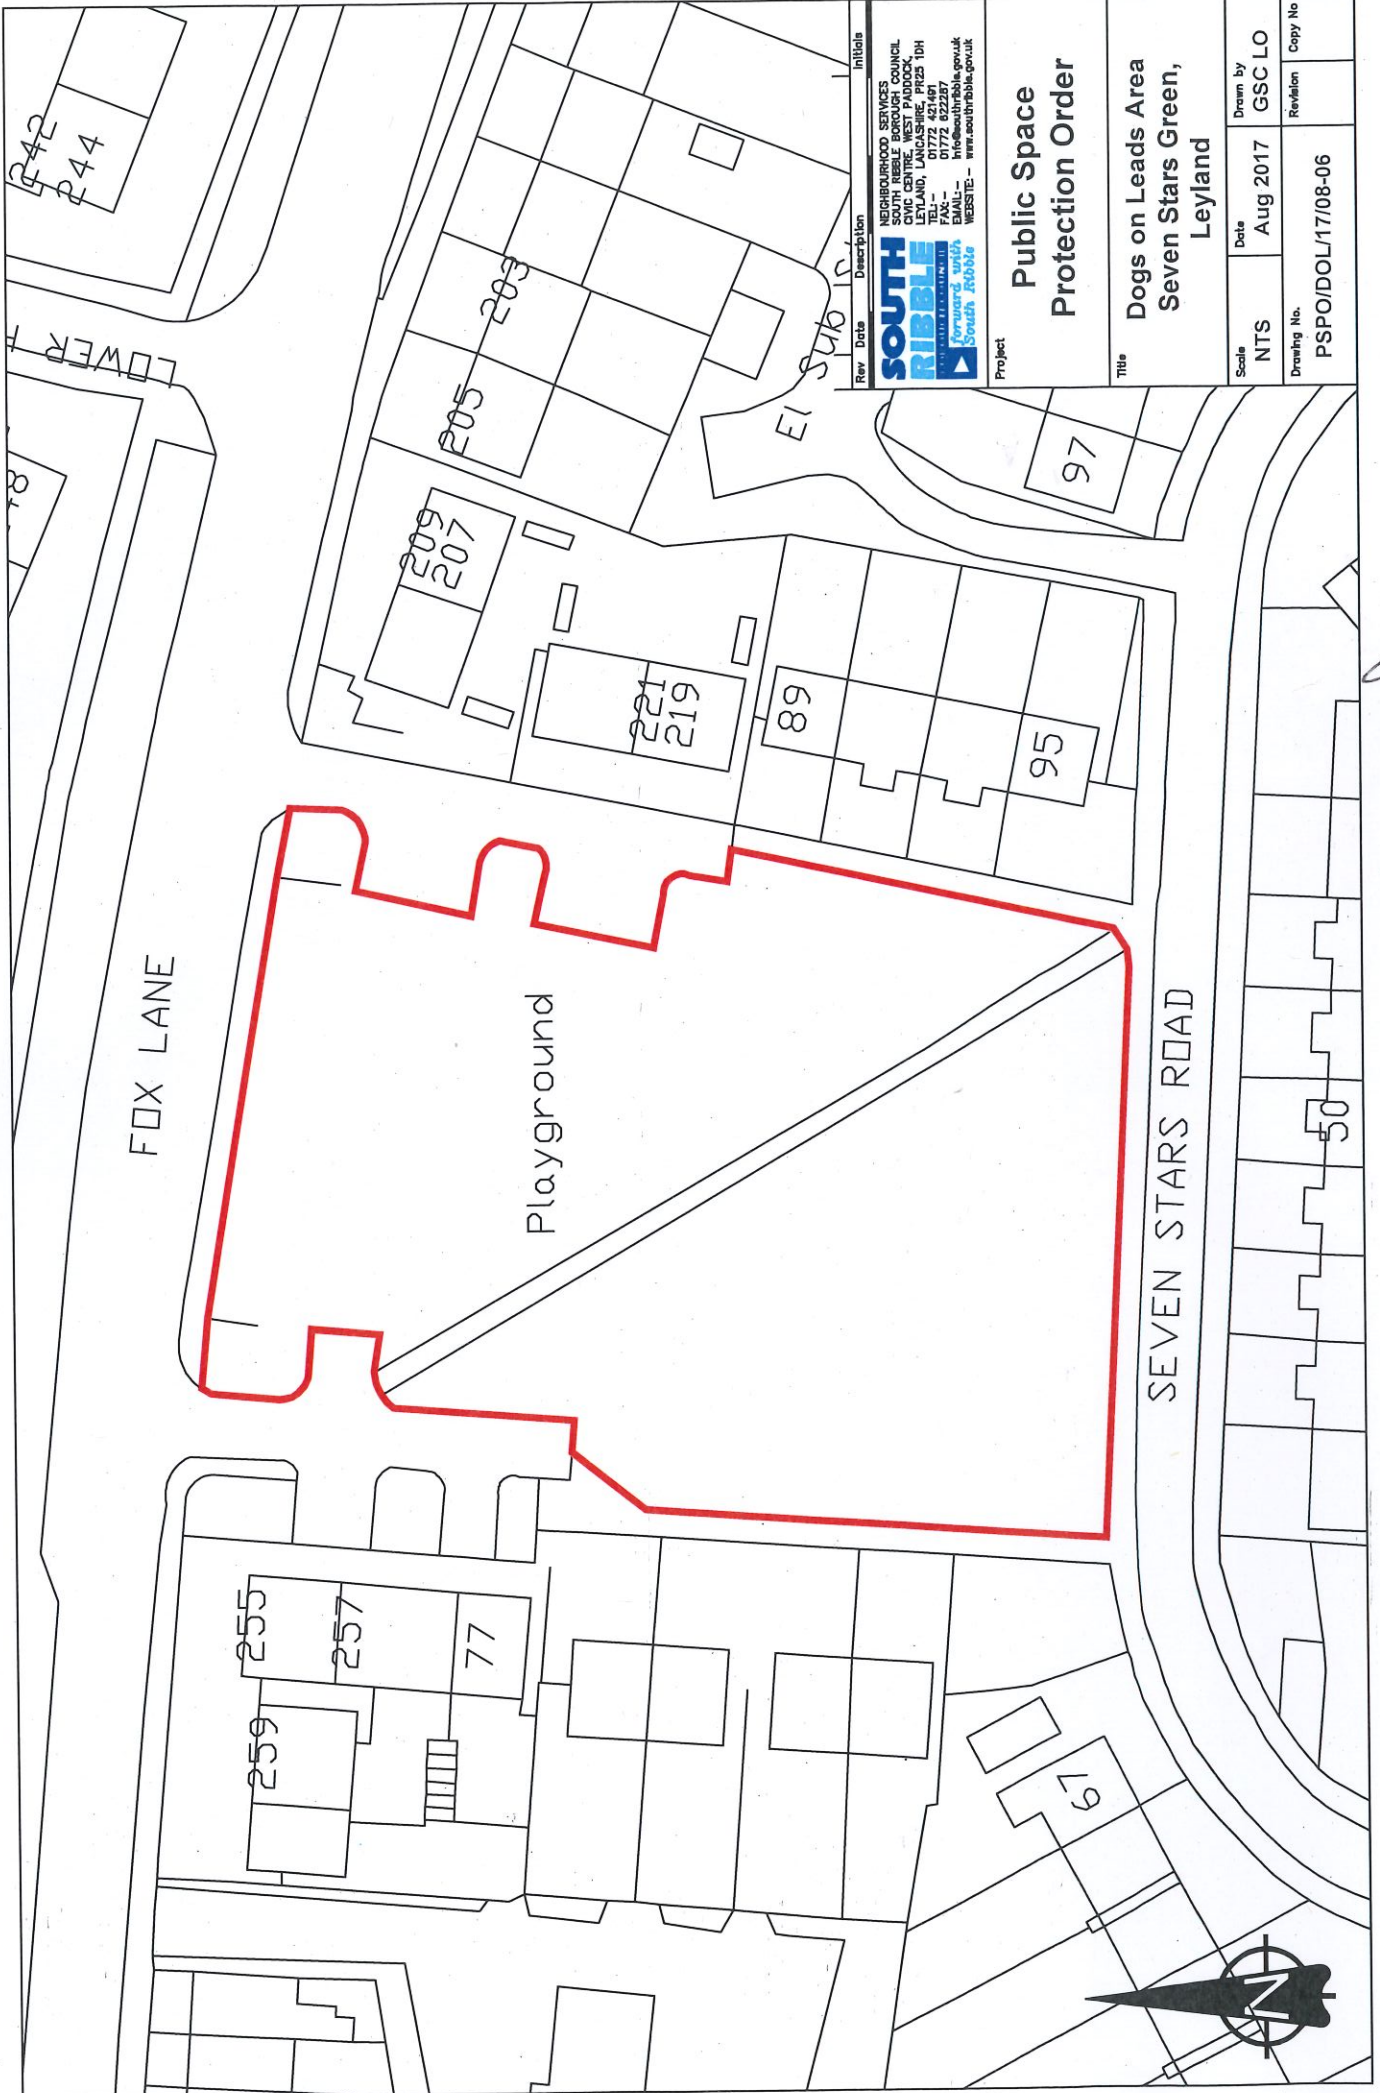 242
244
LOWER
203
205
209
207
221
219
89
95
97
El Sub
FOX LANE
Playground
SEVEN STARS ROAD
50
255
257
77
259
67
N
Rev Date Description Initials
SOUTH
RIBBLE
forward with
South Ribble
NEIGHBOURHOOD SERVICES
SOUTH RIBBLE BOROUGH COUNCIL
CIVIC CENTRE, WEST PADDOCK,
LEYLAND, LANCASHIRE, PR25 1DH
TEL:- 01772 421491
FAX:- 01772 622287
EMAIL:- info@southribble.gov.uk
WEBSITE:- www.southribble.gov.uk
Project
Public Space
Protection Order
Title
Dogs on Leads Area
Seven Stars Green,
Leyland
Scale Date Drawn by
NTS Aug 2017 GSC LO
Drawing No. Revision Copy No
PSPO/DOL/17/08-06